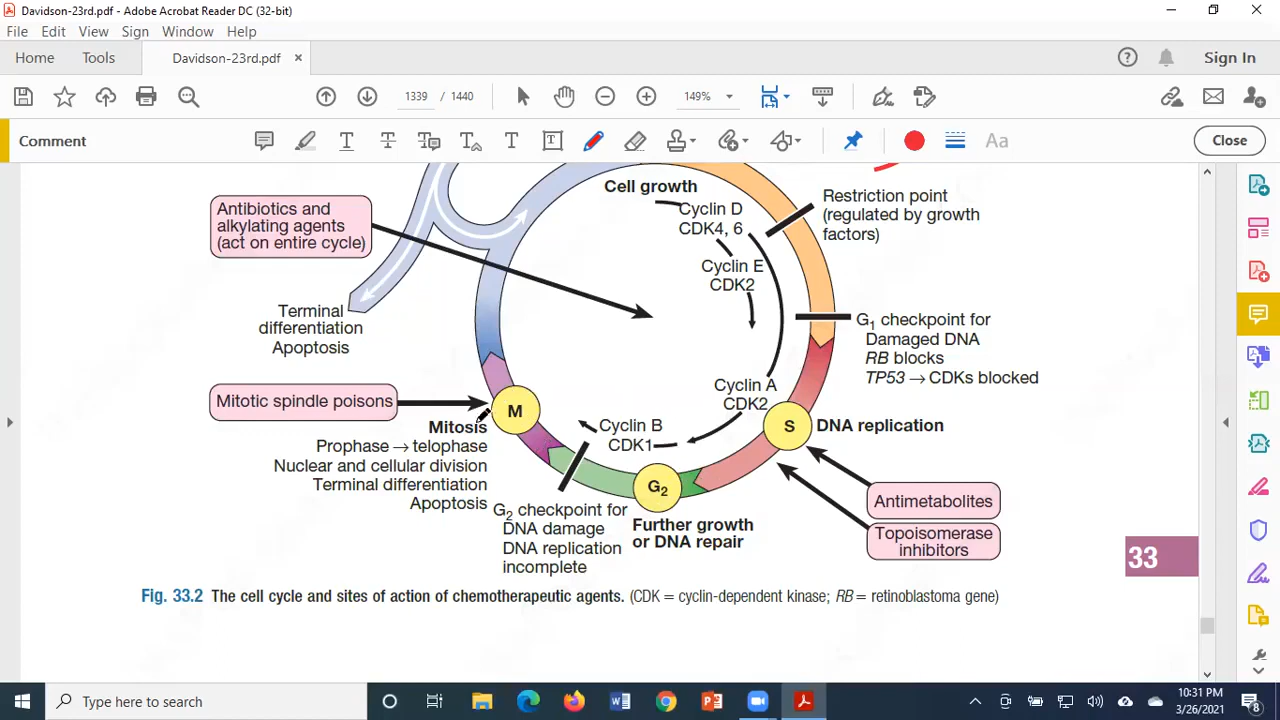 Davidson-23rd.pdf - Adobe Acrobat Reader DC (32-bit)
File Edit View Sign Window Help
Home Tools Davidson-23rd.pdf × Sign In
1339 / 1440 149%
Comment Aa Close
Cell growth
Antibiotics and
alkylating agents
(act on entire cycle)
Cyclin D
CDK4, 6
Restriction point
(regulated by growth
factors)
Cyclin E
CDK2
Terminal
differentiation
Apoptosis
G₁ checkpoint for
Damaged DNA
RB blocks
TP53 → CDKs blocked
Cyclin A
CDK2
Mitotic spindle poisons
M
Mitosis
Prophase → telophase
Nuclear and cellular division
Terminal differentiation
Apoptosis
Cyclin B
CDK1
S
DNA replication
G₂
Further growth
or DNA repair
G₂ checkpoint for
DNA damage
DNA replication
incomplete
Antimetabolites
Topoisomerase
inhibitors
33
Fig. 33.2 The cell cycle and sites of action of chemotherapeutic agents. (CDK = cyclin-dependent kinase; RB = retinoblastoma gene)
Type here to search
10:31 PM
3/26/2021
8